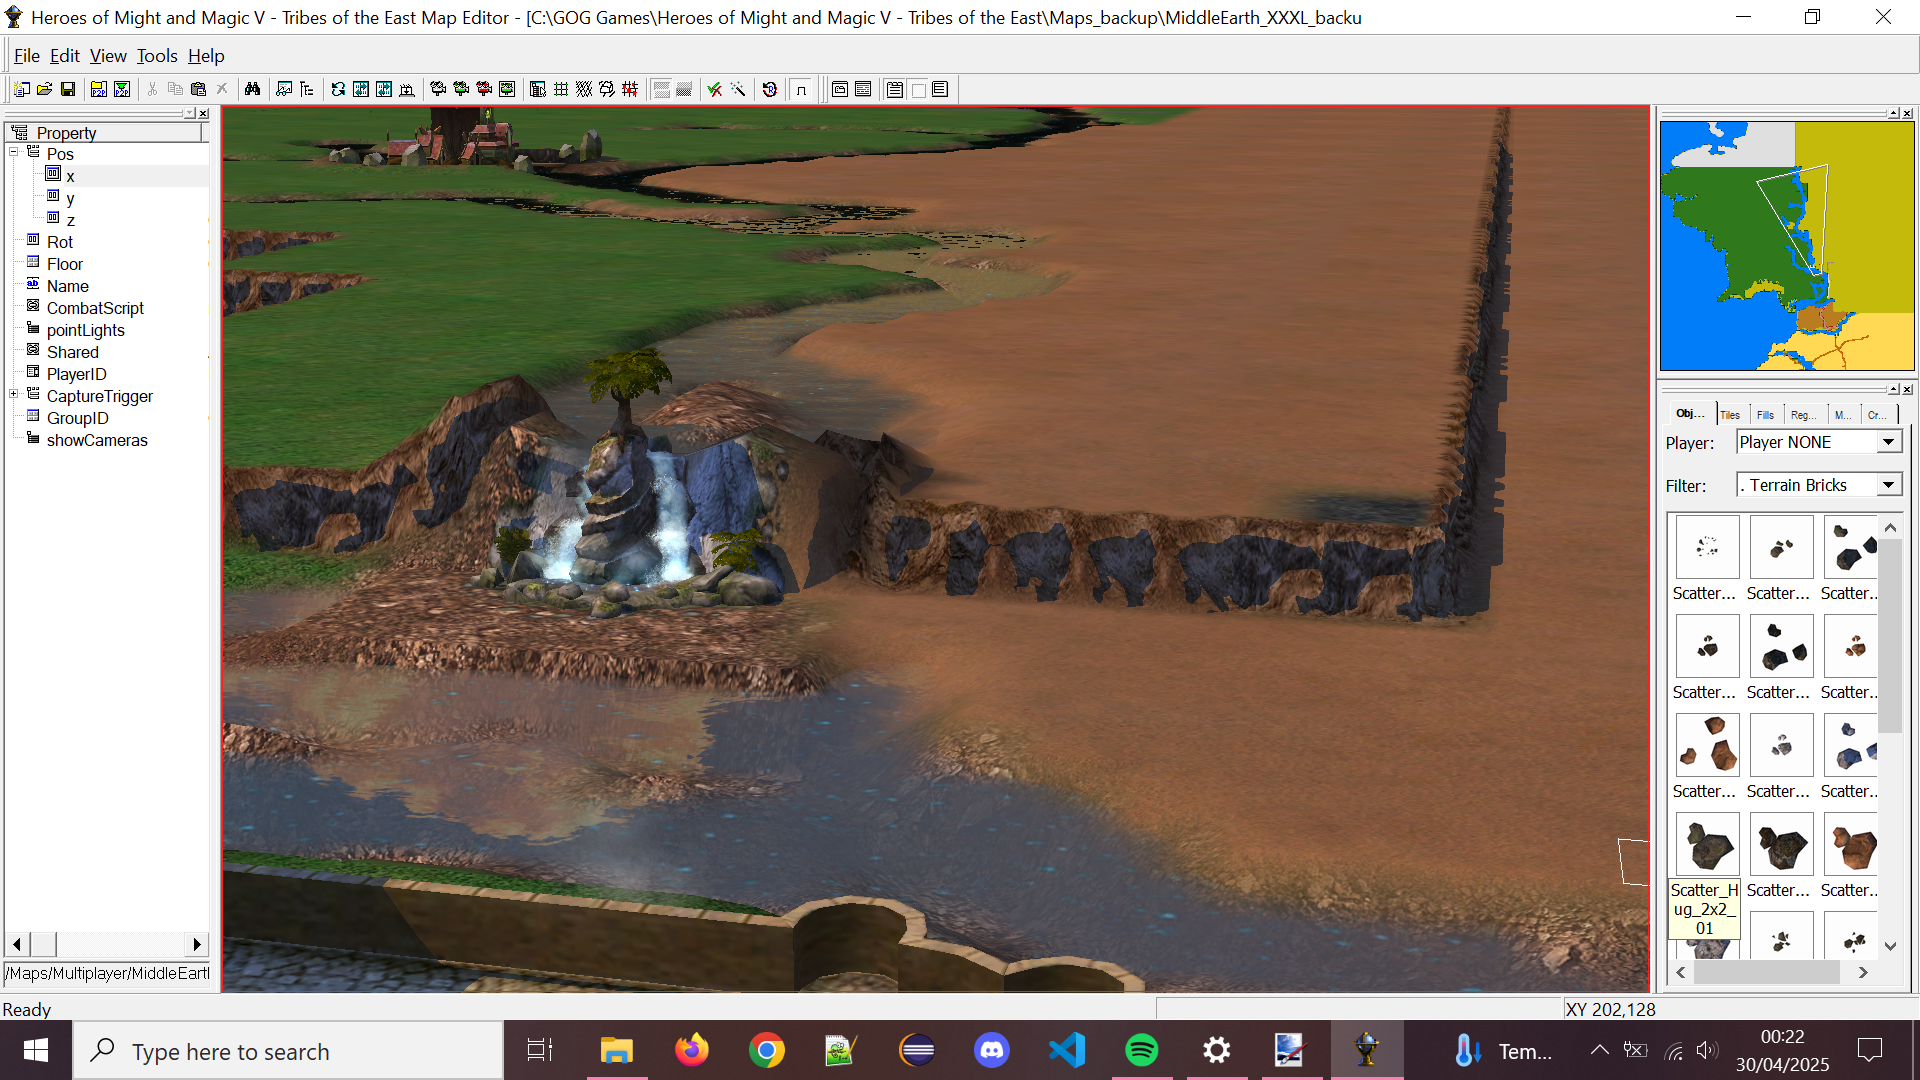 Heroes of Might and Magic V - Tribes of the East Map Editor - [C:\GOG Games\Heroes of Might and Magic V - Tribes of the East\Maps_backup\MiddleEarth_XXXL_backu
File Edit View Tools Help
Property
Pos
x
y
z
Rot
Floor
Name
CombatScript
pointLights
Shared
PlayerID
CaptureTrigger
GroupID
showCameras
/Maps/Multiplayer/MiddleEartl
Obj... Tiles Fills Reg... M... Cr...
Player: Player NONE
Filter: . Terrain Bricks
Scatter... Scatter... Scatter..
Scatter... Scatter... Scatter..
Scatter... Scatter... Scatter..
Scatter_H
ug_2x2_
01
Scatter... Scatter..
Ready
XY 202,128
Type here to search
Tem...
00:22
30/04/2025